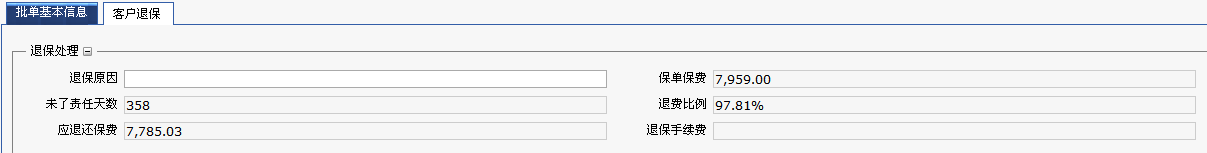 批单基本信息 客户退保
退保处理
退保原因 保单保费 7,959.00
未了责任天数 358 退费比例 97.81%
应退还保费 7,785.03 退保手续费